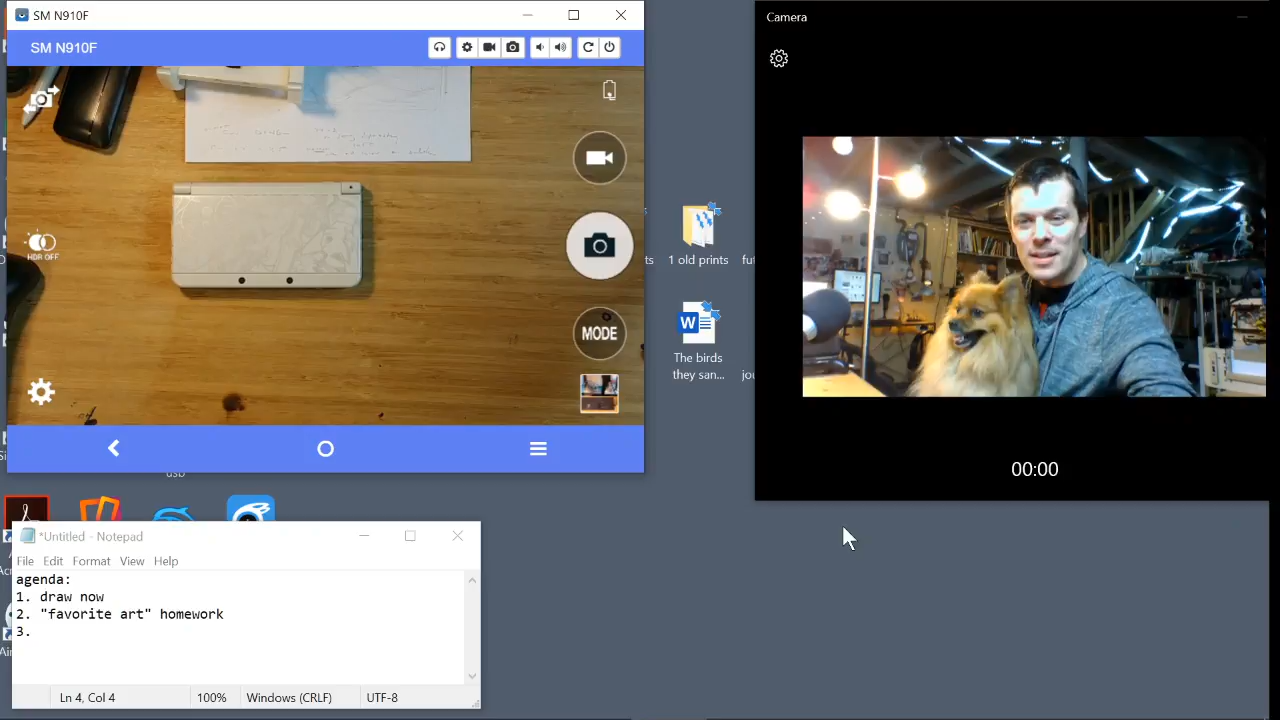 SM N910F
SM N910F
HDR OFF
MODE
Camera
00:00
1 old prints
The birds
they san...
usb
*Untitled - Notepad
File Edit Format View Help
agenda:
1. draw now
2. "favorite art" homework
3.
Ln 4, Col 4 100% Windows (CRLF) UTF-8